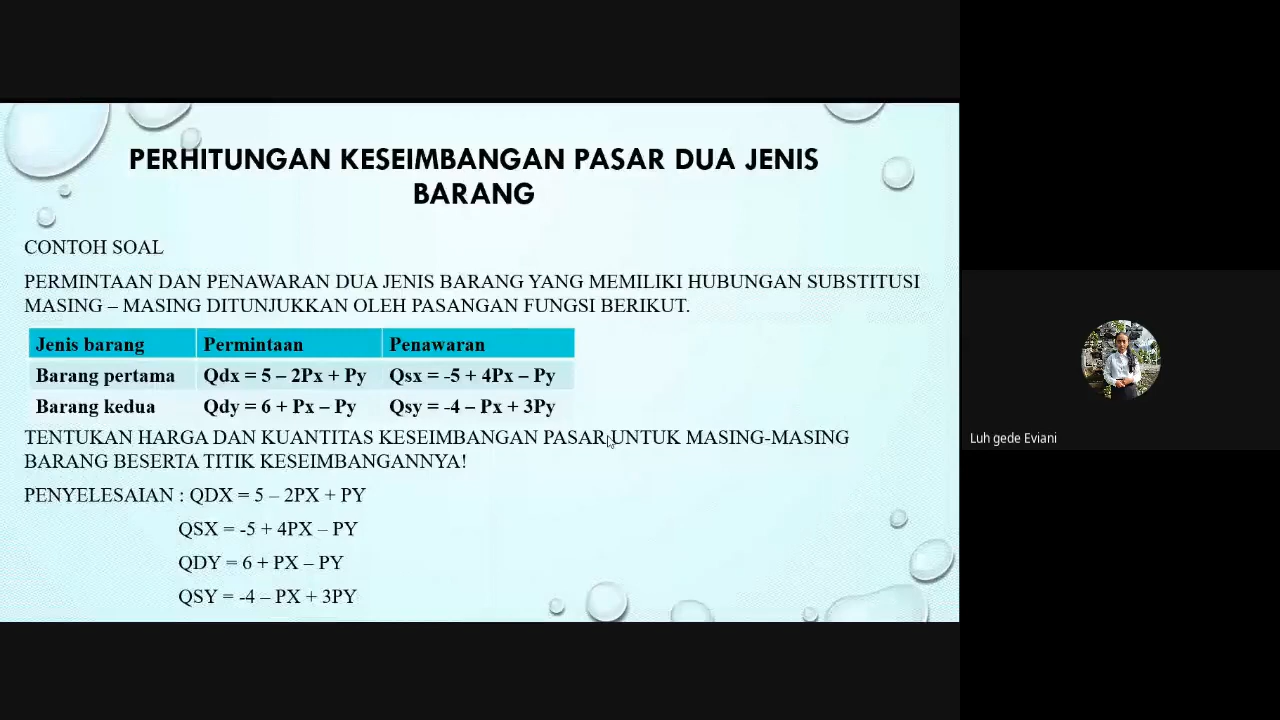 PERHITUNGAN KESEIMBANGAN PASAR DUA JENIS
BARANG
CONTOH SOAL
PERMINTAAN DAN PENAWARAN DUA JENIS BARANG YANG MEMILIKI HUBUNGAN SUBSTITUSI
MASING – MASING DITUNJUKKAN OLEH PASANGAN FUNGSI BERIKUT.
Jenis barang Permintaan Penawaran
Barang pertama Qdx = 5 – 2Px + Py Qsx = -5 + 4Px – Py
Barang kedua Qdy = 6 + Px – Py Qsy = -4 – Px + 3Py
TENTUKAN HARGA DAN KUANTITAS KESEIMBANGAN PASAR UNTUK MASING-MASING
BARANG BESERTA TITIK KESEIMBANGANNYA!
PENYELESAIAN : QDX = 5 – 2PX + PY
QSX = -5 + 4PX – PY
QDY = 6 + PX – PY
QSY = -4 – PX + 3PY
Luh gede Eviani